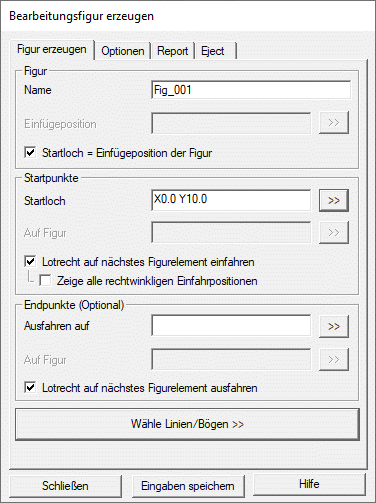 Bearbeitungsfigur erzeugen
Figur erzeugen Optionen Report Eject
Figur
Name Fig_001
Einfügeposition >>
Startloch = Einfügeposition der Figur
Startpunkte
Startloch X0.0 Y10.0 >>
Auf Figur >>
Lotrecht auf nächstes Figurelement einfahren
Zeige alle rechtwinkligen Einfahrpositionen
Endpunkte (Optional)
Ausfahren auf >>
Auf Figur >>
Lotrecht auf nächstes Figurelement ausfahren
Wähle Linien/Bögen >>
Schließen Eingaben speichern Hilfe